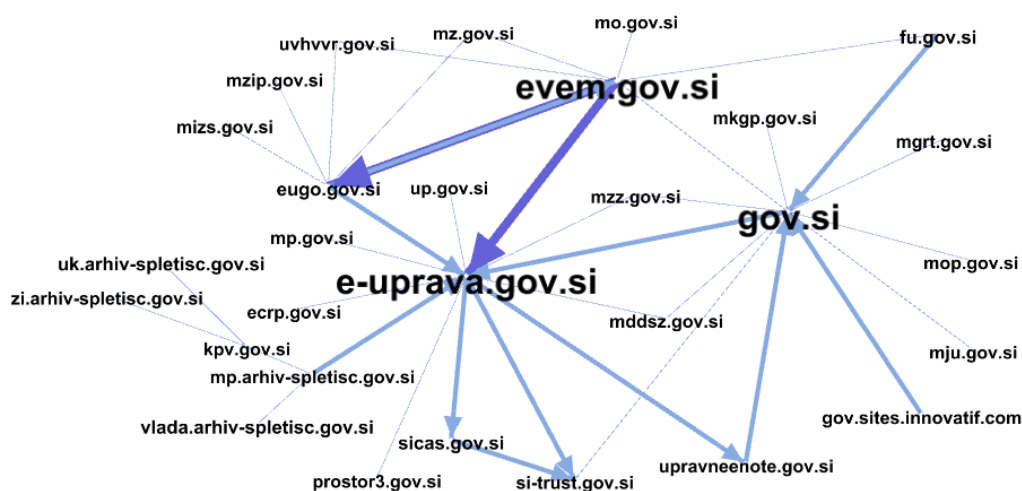 mo.gov.si
mz.gov.si
fu.gov.si
uvhvvr.gov.si
mzip.gov.si
evem.gov.si
mkgp.gov.si
mizs.gov.si
mgrt.gov.si
eugo.gov.si
up.gov.si
mzz.gov.si
gov.si
mp.gov.si
uk.arhiv-spletisc.gov.si
mop.gov.si
e-uprava.gov.si
zi.arhiv-spletisc.gov.si
ecrp.gov.si
mddsz.gov.si
kpv.gov.si
mju.gov.si
mp.arhiv-spletisc.gov.si
gov.sites.innovatif.com
vlada.arhiv-spletisc.gov.si
sicas.gov.si
upravneenote.gov.si
prostor3.gov.si
si-trust.gov.si